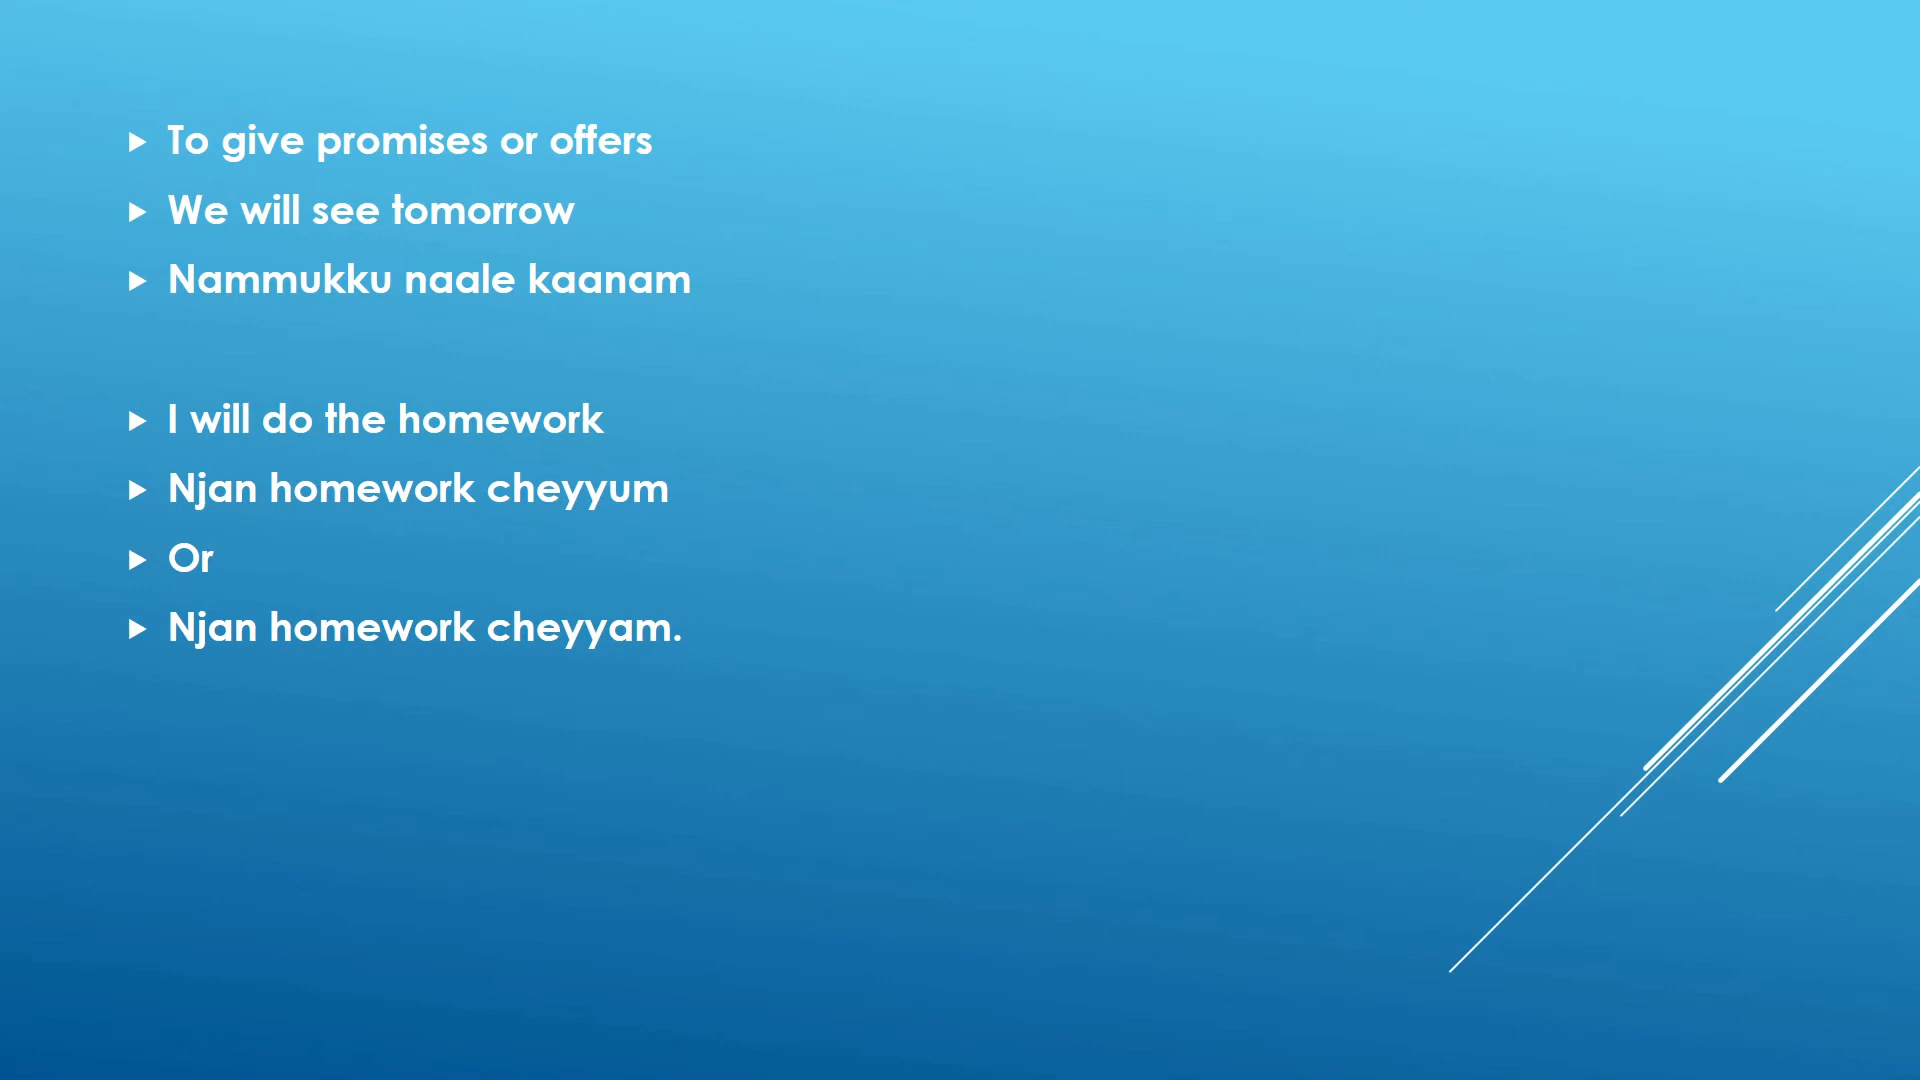 To give promises or offers
We will see tomorrow
Nammukku naale kaanam
I will do the homework
Njan homework cheyyum
Or
Njan homework cheyyam.